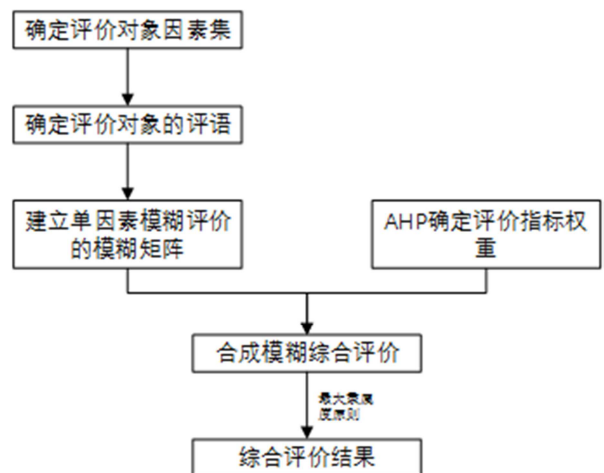 确定评价对象因素集
确定评价对象的评语
建立单因素模糊评价
的模糊矩阵
AHP确定评价指标权
重
合成模糊综合评价
最大隶属
度原则
综合评价结果